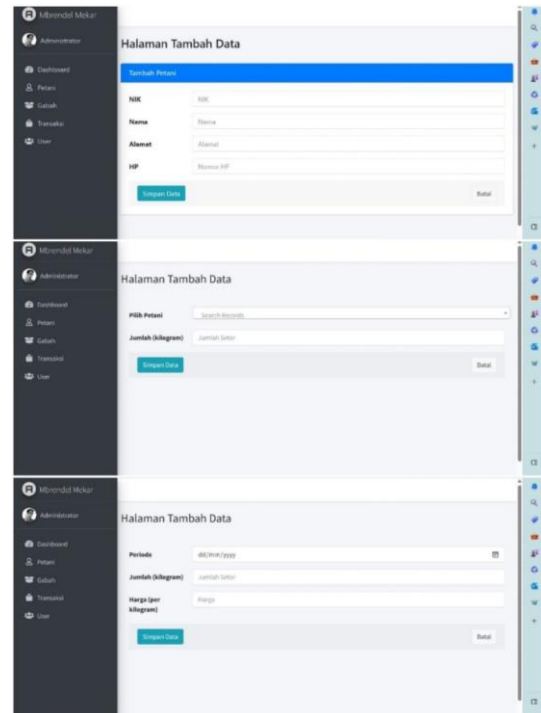 Mbrendel Mekar
Administrator
Dashboard
Petani
Gabah
Transaksi
User
Halaman Tambah Data
Tambah Petani
NIK
NIK
Nama
Nama
Alamat
Alamat
HP
Nomor HP
Simpan Data
Batal
Mbrendel Mekar
Administrator
Dashboard
Petani
Gabah
Transaksi
User
Halaman Tambah Data
Pilih Petani
Search Records
Jumlah (kilogram)
Jumlah Setor
Simpan Data
Batal
Mbrendel Mekar
Administrator
Dashboard
Petani
Gabah
Transaksi
User
Halaman Tambah Data
Periode
dd/mm/yyyy
Jumlah (kilogram)
Jumlah Setor
Harga (per
kilogram)
Harga
Simpan Data
Batal